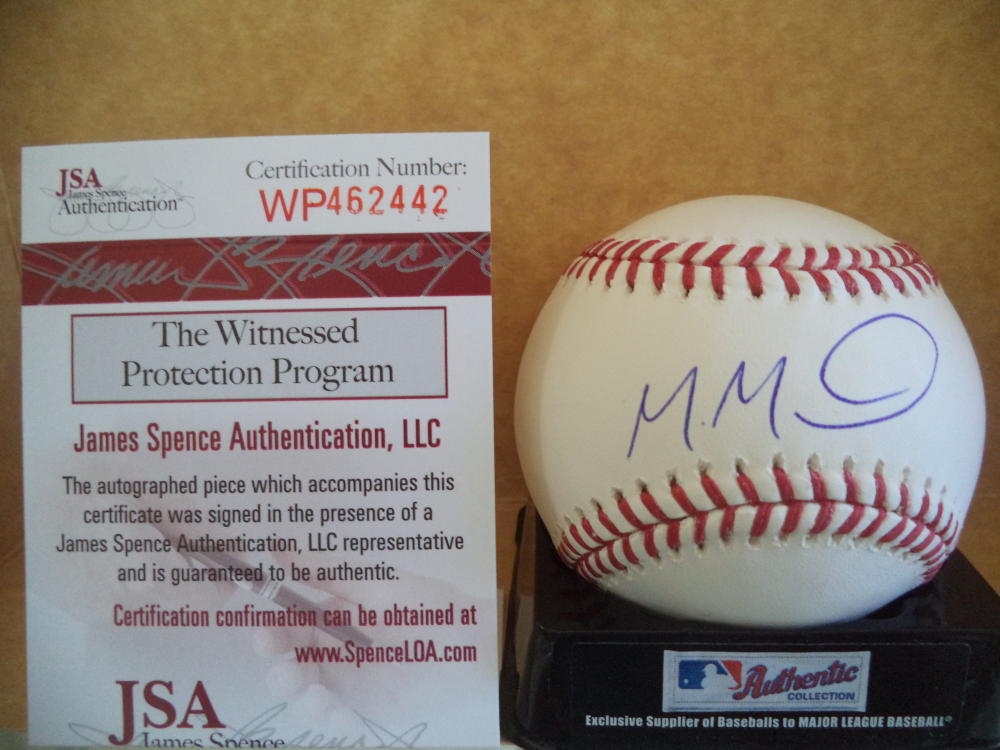 JSA
James Spence
Authentication
Certification Number:
WP462442
James Spence
The Witnessed
Protection Program
James Spence Authentication, LLC
The autographed piece which accompanies this
certificate was signed in the presence of a
James Spence Authentication, LLC representative
and is guaranteed to be authentic.
Certification confirmation can be obtained at
www.SpenceLOA.com
JSA
James Spence
M.M
Authentic
COLLECTION
Exclusive Supplier of Baseballs to MAJOR LEAGUE BASEBALL®